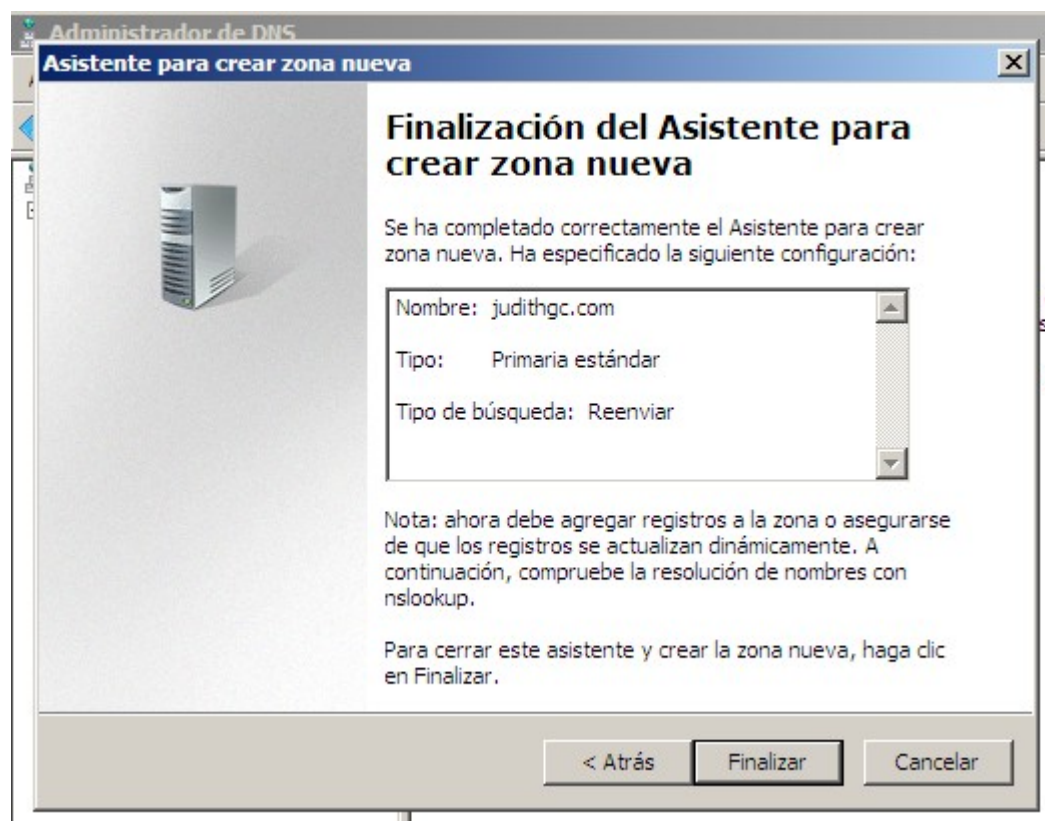 Administrador de DNS
Asistente para crear zona nueva
Finalización del Asistente para
crear zona nueva
Se ha completado correctamente el Asistente para crear
zona nueva. Ha especificado la siguiente configuración:
Nombre: judithgc.com
Tipo: Primaria estándar
Tipo de búsqueda: Reenviar
Nota: ahora debe agregar registros a la zona o asegurarse
de que los registros se actualizan dinámicamente. A
continuación, compruebe la resolución de nombres con
nslookup.
Para cerrar este asistente y crear la zona nueva, haga clic
en Finalizar.
< Atrás Finalizar Cancelar